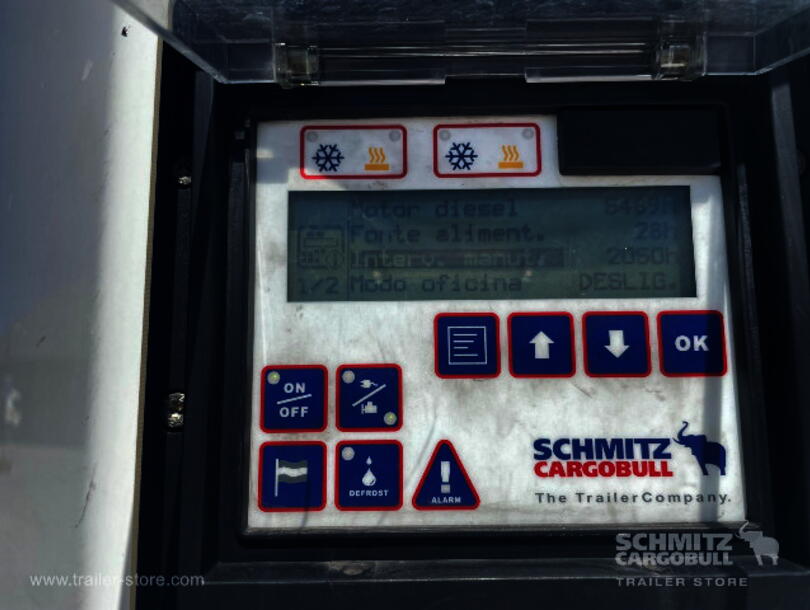 Motor diesel 5469h
Fonte aliment. 28h
Interv. manut. 2050h
1/2 Modo oficina DESLIG.
OK
ON
OFF
DEFROST
ALARM
SCHMITZ
CARGOBULL
The TrailerCompany.
SCHMITZ
CARGOBULL
TRAILER STORE
www.trailer-store.com